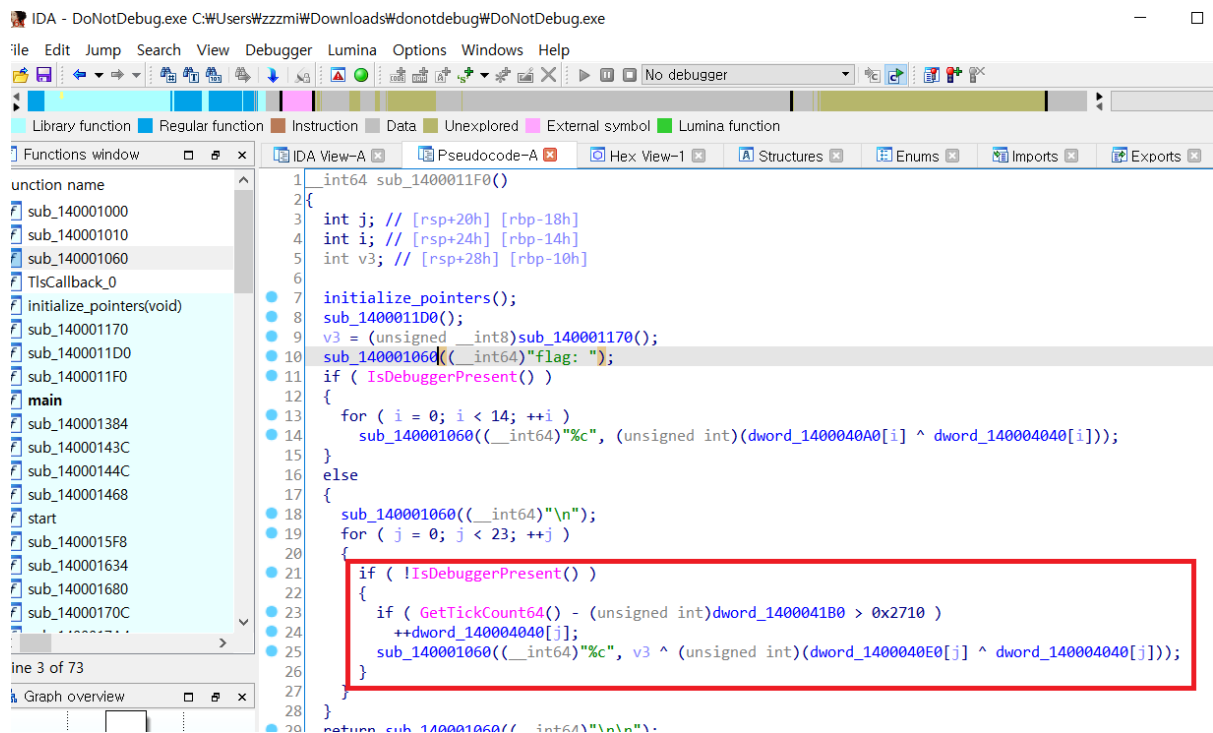 IDA - DoNotDebug.exe C:₩Users₩zzzmi₩Downloads₩donotdebug₩DoNotDebug.exe
ile Edit Jump Search View Debugger Lumina Options Windows Help
No debugger
Library function Regular function Instruction Data Unexplored External symbol Lumina function
Functions window
IDA View-A Pseudocode-A Hex View-1 Structures Enums Imports Exports
unction name
sub_140001000
sub_140001010
sub_140001060
TlsCallback_0
initialize_pointers(void)
sub_140001170
sub_1400011D0
sub_1400011F0
main
sub_140001384
sub_14000143C
sub_14000144C
sub_140001468
start
sub_1400015F8
sub_140001634
sub_140001680
sub_14000170C
ine 3 of 73
Graph overview
1 __int64 sub_1400011F0()
2 {
3 int j; // [rsp+20h] [rbp-18h]
4 int i; // [rsp+24h] [rbp-14h]
5 int v3; // [rsp+28h] [rbp-10h]
6
7 initialize_pointers();
8 sub_1400011D0();
9 v3 = (unsigned __int8)sub_140001170();
10 sub_140001060((__int64)"flag: ");
11 if ( IsDebuggerPresent() )
12 {
13 for ( i = 0; i < 14; ++i )
14 sub_140001060((__int64)"%c", (unsigned int)(dword_1400040A0[i] ^ dword_140004040[i]));
15 }
16 else
17 {
18 sub_140001060((__int64)"\n");
19 for ( j = 0; j < 23; ++j )
20 {
21 if ( !IsDebuggerPresent() )
22 {
23 if ( GetTickCount64() - (unsigned int)dword_1400041B0 > 0x2710 )
24 ++dword_140004040[j];
25 sub_140001060((__int64)"%c", v3 ^ (unsigned int)(dword_1400040E0[j] ^ dword_140004040[j]));
26 }
27 }
28 }
29 return sub_140001060((__int64)"\n\n");